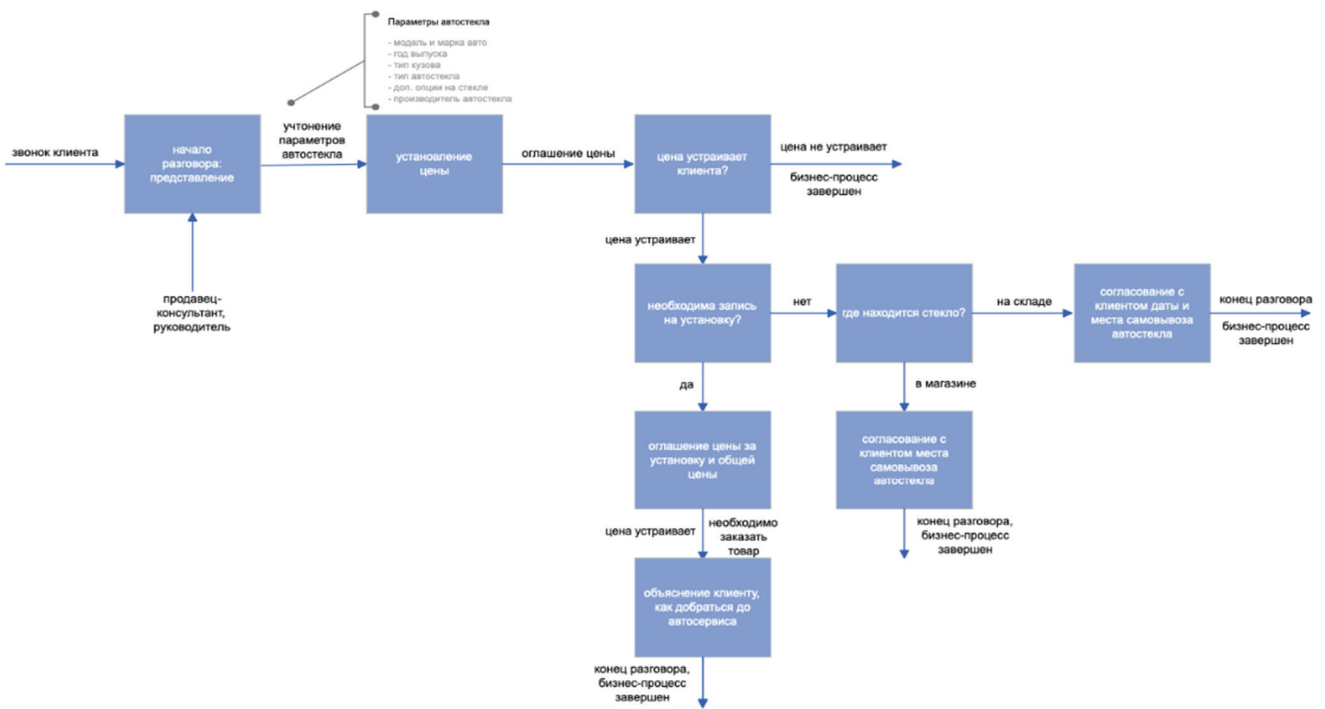 Параметры автостекла
- модель и марка авто
- год выпуска
- тип кузова
- тип автостекла
- доп. опции на стекле
- производитель автостекла
звонок клиента
начало
разговора:
представление
учтонение
параметров
автостекла
установление
цены
оглашение цены
цена устраивает
клиента?
цена не устраивает
бизнес-процесс
завершен
продавец-
консультант,
руководитель
цена устраивает
необходима запись
на установку?
нет
где находится стекло?
на складе
согласование с
клиентом даты и
места самовывоза
автостекла
конец разговора
бизнес-процесс
завершен
да
в магазине
оглашение цены за
установку и общей
цены
согласование с
клиентом места
самовывоза
автостекла
цена устраивает
необходимо
заказать
товар
конец разговора,
бизнес-процесс
завершен
объяснение клиенту,
как добраться до
автосервиса
конец разговора,
бизнес-процесс
завершен